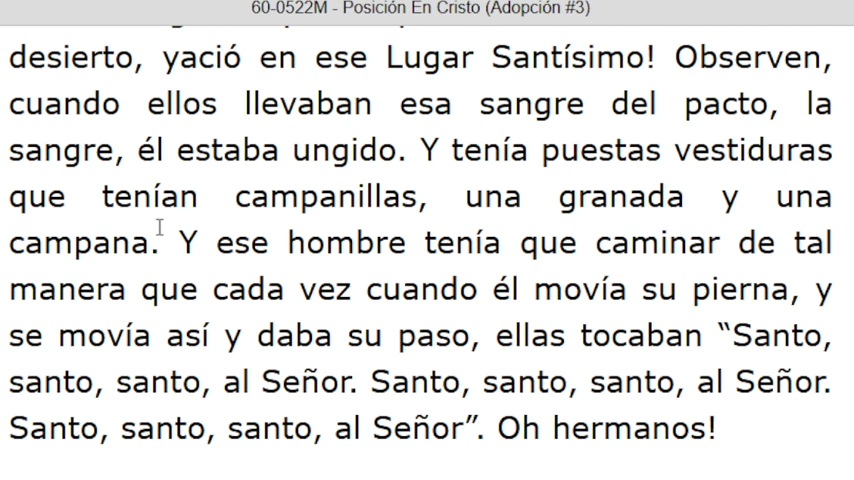 60-0522M - Posición En Cristo (Adopción #3)
desierto, yació en ese Lugar Santísimo! Observen,
cuando ellos llevaban esa sangre del pacto, la
sangre, él estaba ungido. Y tenía puestas vestiduras
que tenían campanillas, una granada y una
campana. Y ese hombre tenía que caminar de tal
manera que cada vez cuando él movía su pierna, y
se movía así y daba su paso, ellas tocaban “Santo,
santo, santo, al Señor. Santo, santo, santo, al Señor.
Santo, santo, santo, al Señor”. Oh hermanos!